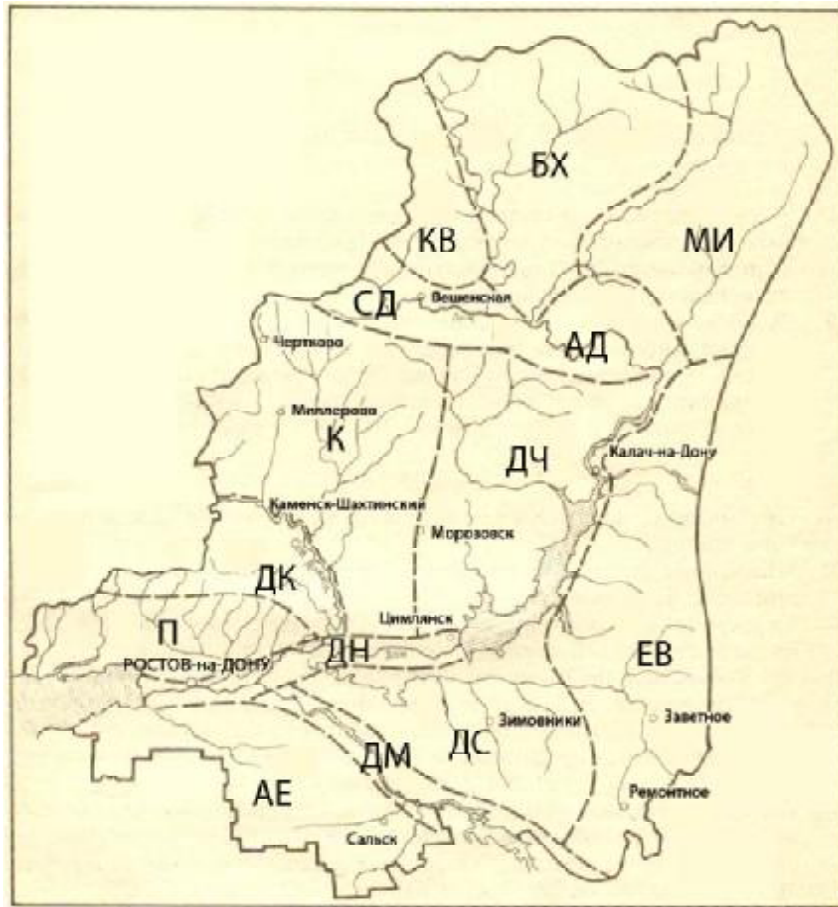 БХ
КВ
МИ
СД
Вешенская
АД
Чертково
Миллерово
К
ДЧ
Калач-на-Дону
Каменск-Шахтинский
Морозовск
ДК
П
Цимлянск
ДН
РОСТОВ-на-ДОНУ
ЕВ
Зимовники
Заветное
ДМ
ДС
АЕ
Ремонтное
Сальск